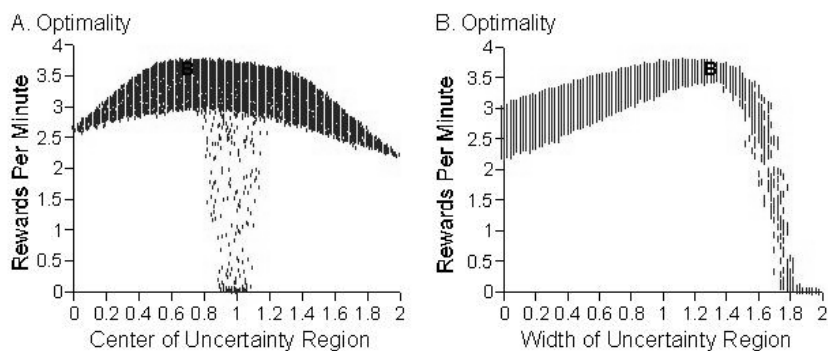 A. Optimality
4
3.5
3
2.5
2
1.5
1
0.5
0
Rewards Per Minute
0 0.2 0.4 0.6 0.8 1 1.2 1.4 1.6 1.8 2
Center of Uncertainty Region
B. Optimality
4
3.5
3
2.5
2
1.5
1
0.5
0
Rewards Per Minute
B
0 0.2 0.4 0.6 0.8 1 1.2 1.4 1.6 1.8 2
Width of Uncertainty Region